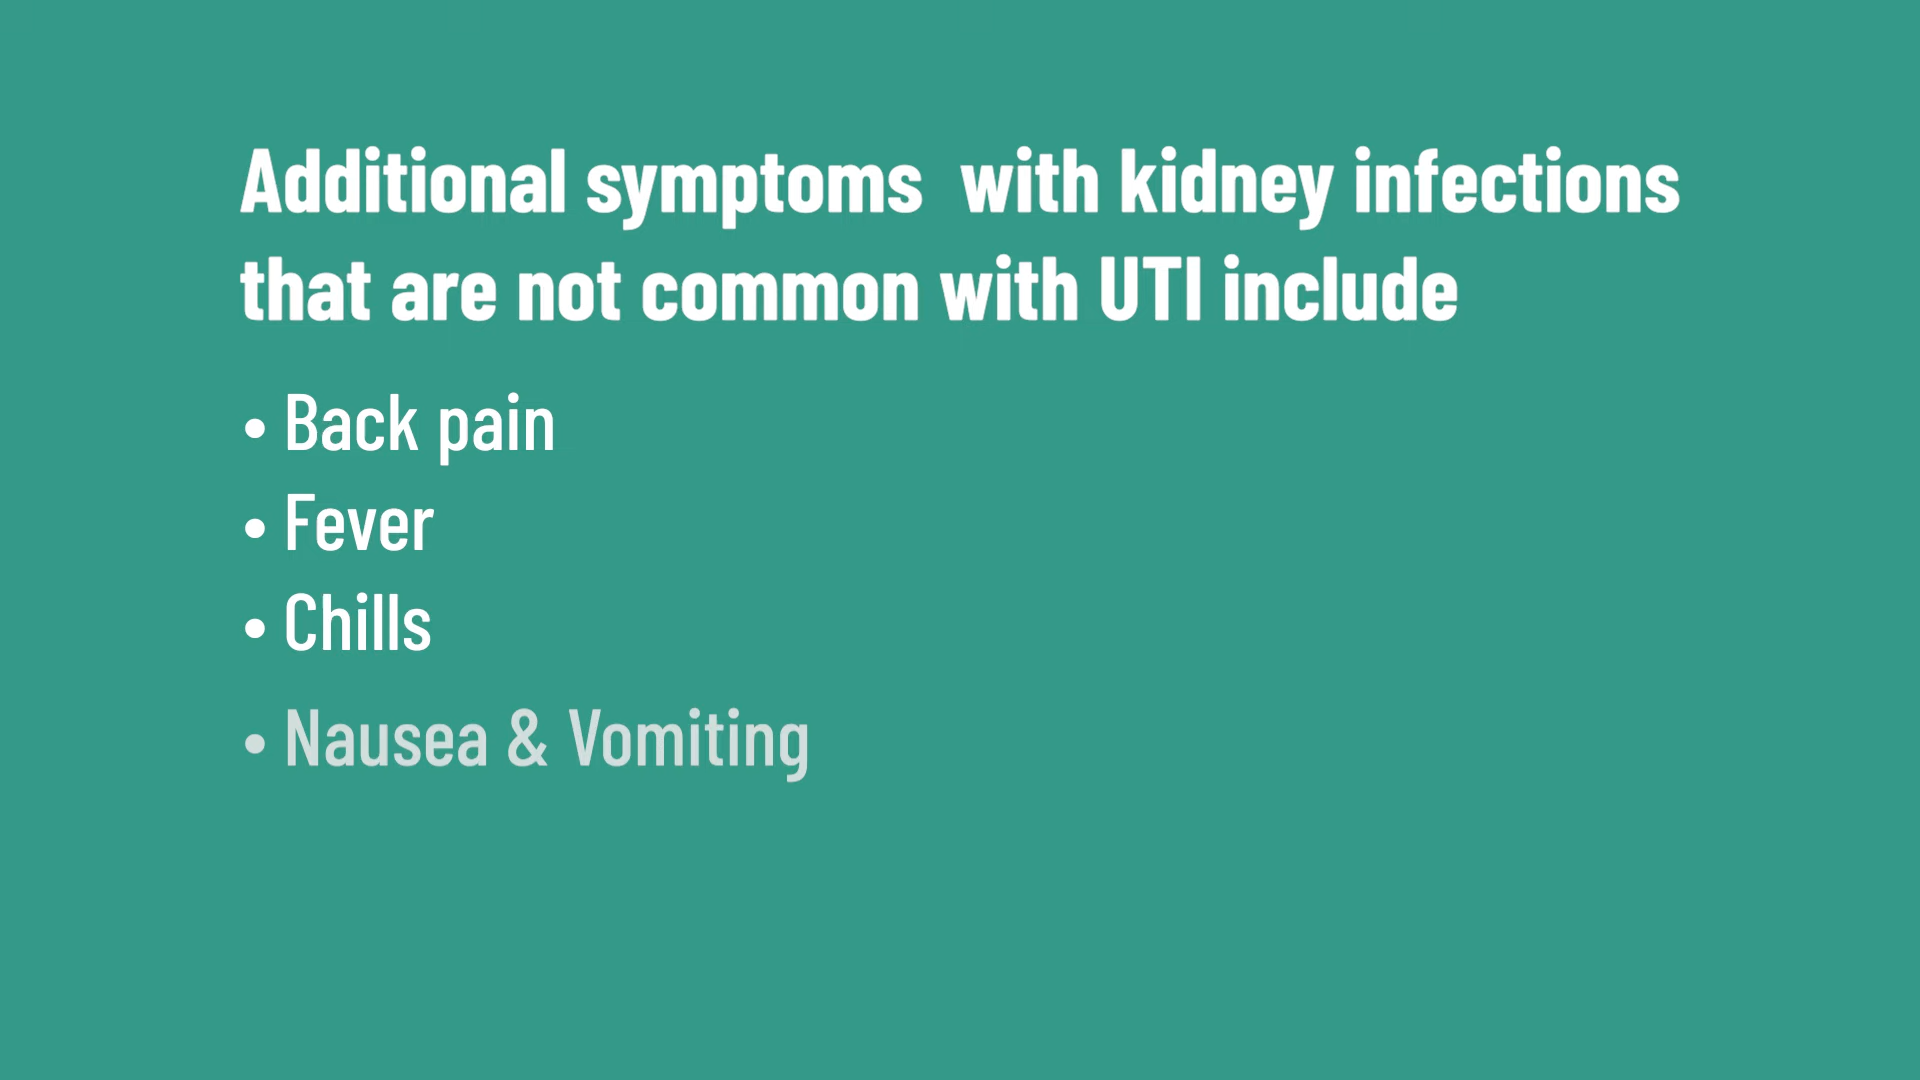 Additional symptoms  with kidney infections
that are not common with UTI include
• Back pain
• Fever
• Chills
• Nausea & Vomiting